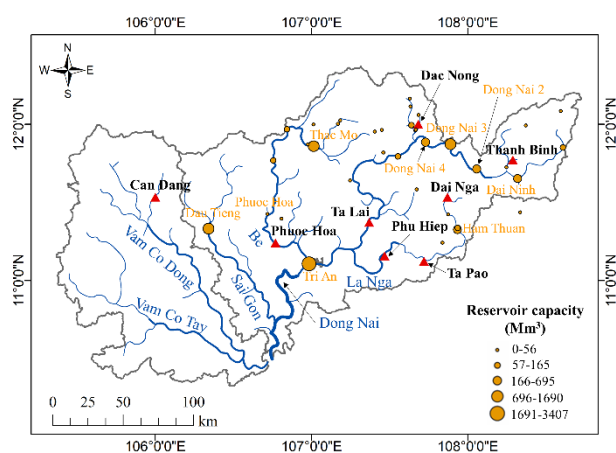 106°0'0"E 107°0'0"E 108°0'0"E
N
W E
S
12°0'0"N
11°0'0"N
12°0'0"N
11°0'0"N
Dac Nong
Dong Nai 2
Thac Mo
Dong Nai 3
Thanh Binh
Dong Nai 4
Can Dang
Dai Nga
Dai Ninh
Phuoc Hoa
Dau Tieng
Ta Lai
Be
Phuoc Hoa
Phu Hiep
Ham Thuan
Vam Co Dong
Tri An
Ta Pao
Sai Gon
La Nga
Vam Co Tay
Dong Nai
Reservoir capacity
(Mm³)
0-56
57-165
166-695
696-1690
1691-3407
0 25 50 100
km
106°0'0"E 107°0'0"E 108°0'0"E